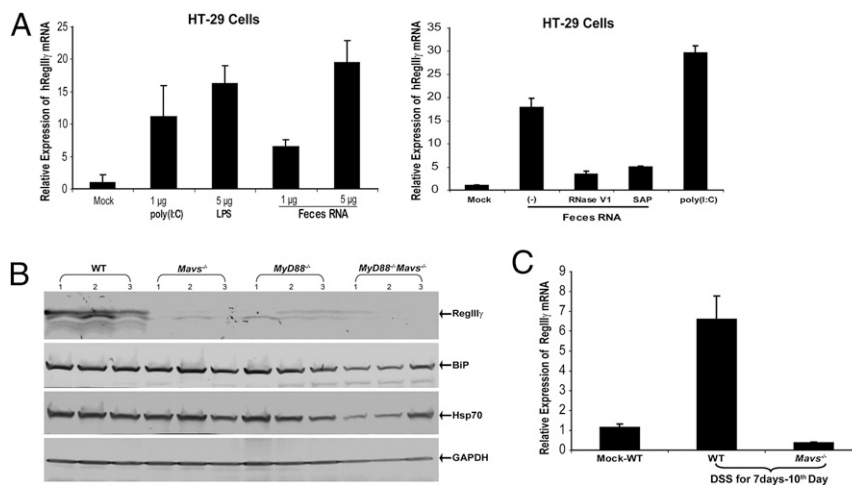 A
HT-29 Cells
Relative Expression of hRegIIIγ mRNA
25
20
15
10
5
0
Mock
1 µg
5 µg
1 µg
5 µg
poly(I:C)
LPS
Feces RNA
HT-29 Cells
Relative Expression of hRegIIIγ mRNA
35
30
25
20
15
10
5
0
Mock
(-)
RNase V1
SAP
poly(I:C)
Feces RNA
B
WT
Mavs-/-
MyD88-/-
MyD88-/-Mavs-/-
1 2 3 1 2 3 1 2 3 1 2 3
RegIIIγ
BiP
Hsp70
GAPDH
C
Relative Expression of RegIIIγ mRNA
9
8
7
6
5
4
3
2
1
0
Mock-WT
WT
Mavs-/-
DSS for 7days-10th Day